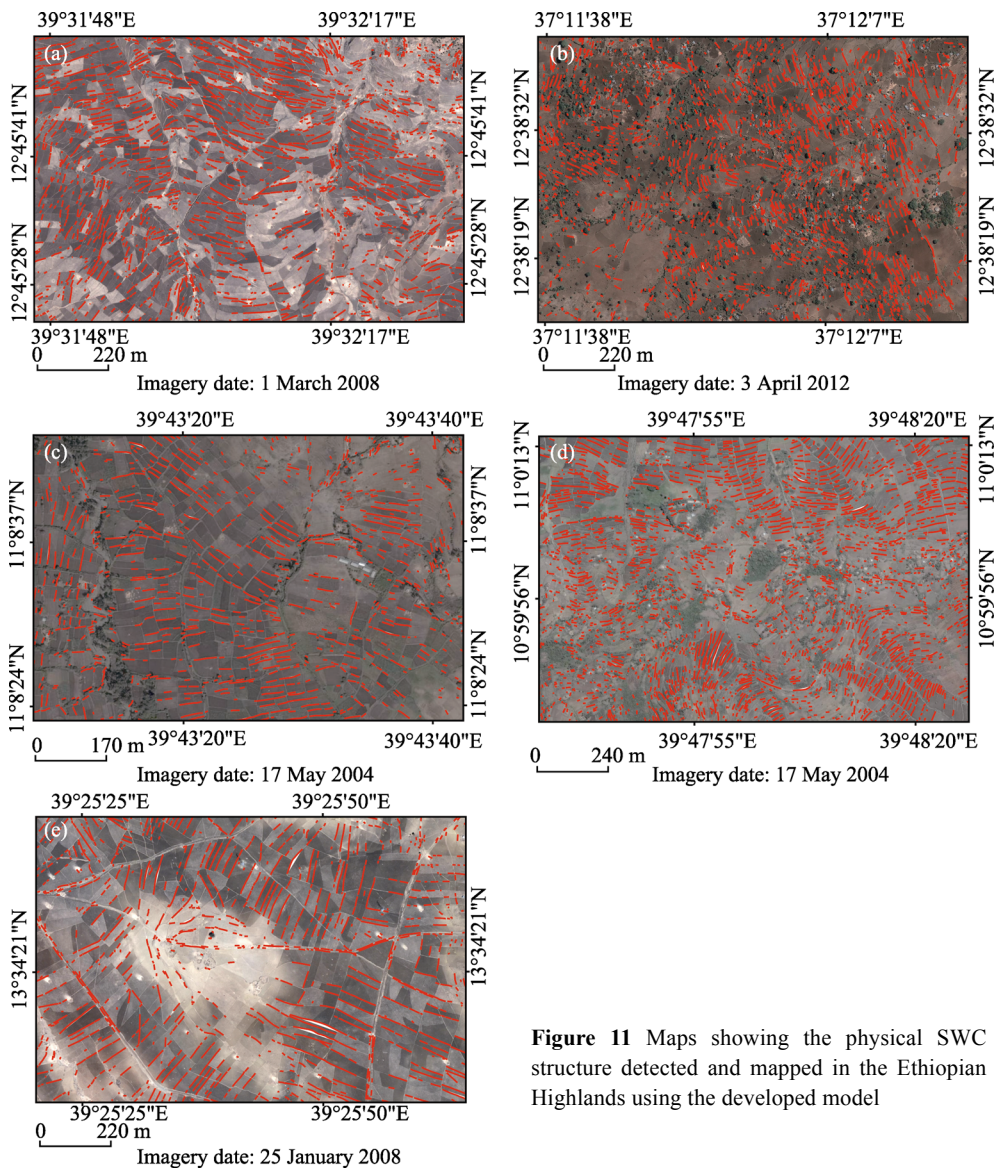 39°31'48"E 39°32'17"E
(a)
12°45'41"N 12°45'41"N
12°45'28"N 12°45'28"N
39°31'48"E 39°32'17"E
0 220 m
Imagery date: 1 March 2008
37°11'38"E 37°12'7"E
(b)
12°38'32"N 12°38'32"N
12°38'19"N 12°38'19"N
37°11'38"E 37°12'7"E
0 220 m
Imagery date: 3 April 2012
39°43'20"E 39°43'40"E
(c)
11°8'37"N 11°8'37"N
11°8'24"N 11°8'24"N
39°43'20"E 39°43'40"E
0 170 m
Imagery date: 17 May 2004
39°47'55"E 39°48'20"E
(d)
11°0'13"N 11°0'13"N
10°59'56"N 10°59'56"N
39°47'55"E 39°48'20"E
0 240 m
Imagery date: 17 May 2004
39°25'25"E 39°25'50"E
(e)
13°34'21"N 13°34'21"N
39°25'25"E 39°25'50"E
0 220 m
Imagery date: 25 January 2008
Figure 11 Maps showing the physical SWC
structure detected and mapped in the Ethiopian
Highlands using the developed model